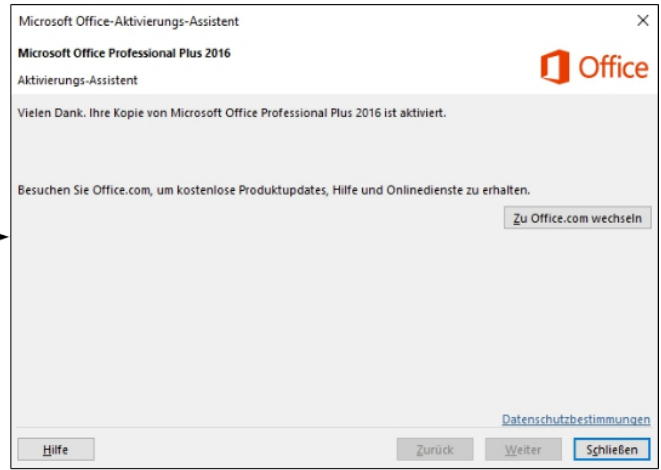 Microsoft Office-Aktivierungs-Assistent
Microsoft Office Professional Plus 2016
Office
Aktivierungs-Assistent
Vielen Dank. Ihre Kopie von Microsoft Office Professional Plus 2016 ist aktiviert.
Besuchen Sie Office.com, um kostenlose Produktupdates, Hilfe und Onlinedienste zu erhalten.
Zu Office.com wechseln
Datenschutzbestimmungen
Hilfe Zurück Weiter Schließen